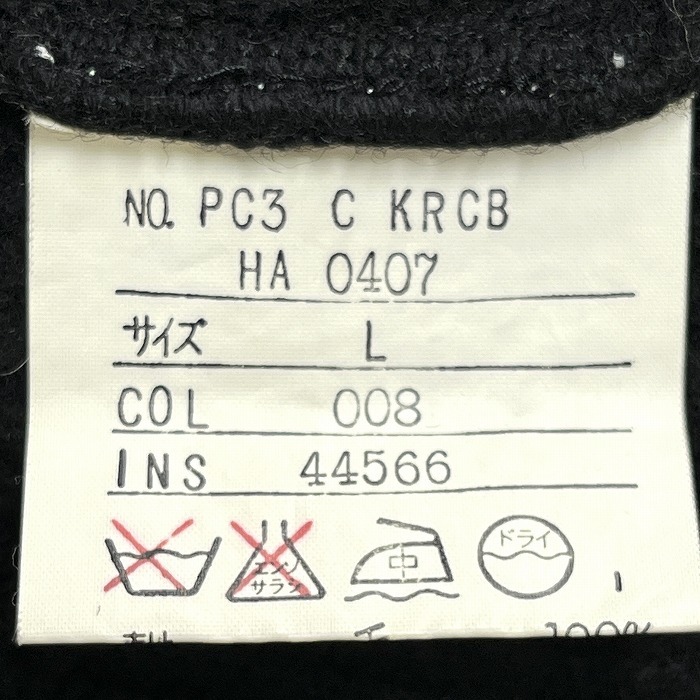 NO. PC3 C KRCB
HA 0407
サイズ L
COL 008
INS 44566
エンソ
サラシ
中
ドライ
100%